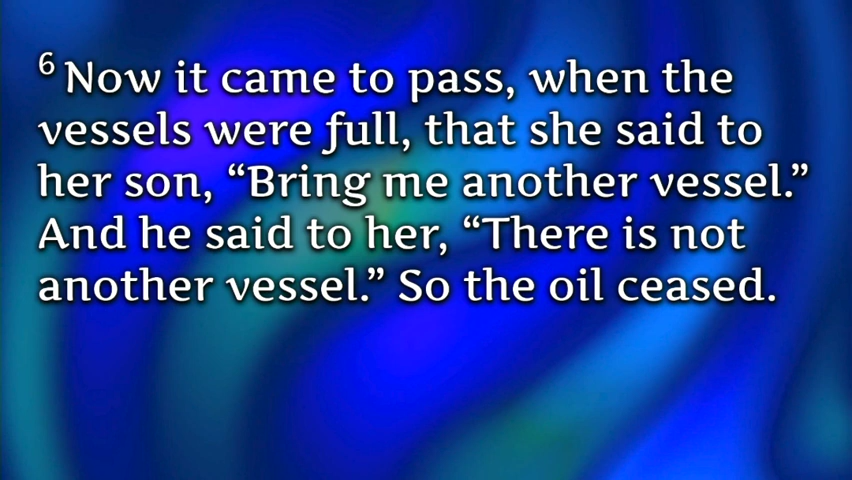 6 Now it came to pass, when the
vessels were full, that she said to
her son, “Bring me another vessel.”
And he said to her, “There is not
another vessel.” So the oil ceased.